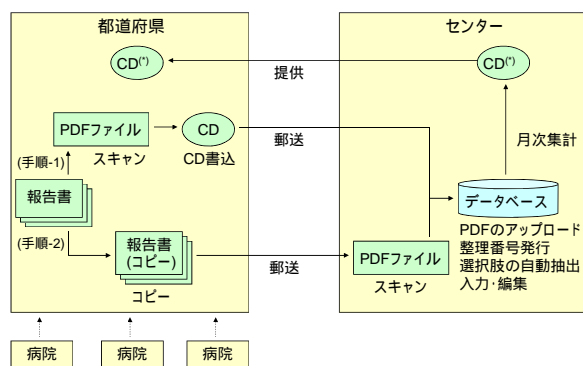 都道府県
センター
CD(*)
提供
CD(*)
PDFファイル
CD
郵送
月次集計
スキャン
CD書込
(手順-1)
報告書
データベース
(手順-2)
報告書
(コピー)
PDFのアップロード
整理番号発行
選択肢の自動抽出
入力・編集
PDFファイル
郵送
スキャン
コピー
病院
病院
病院